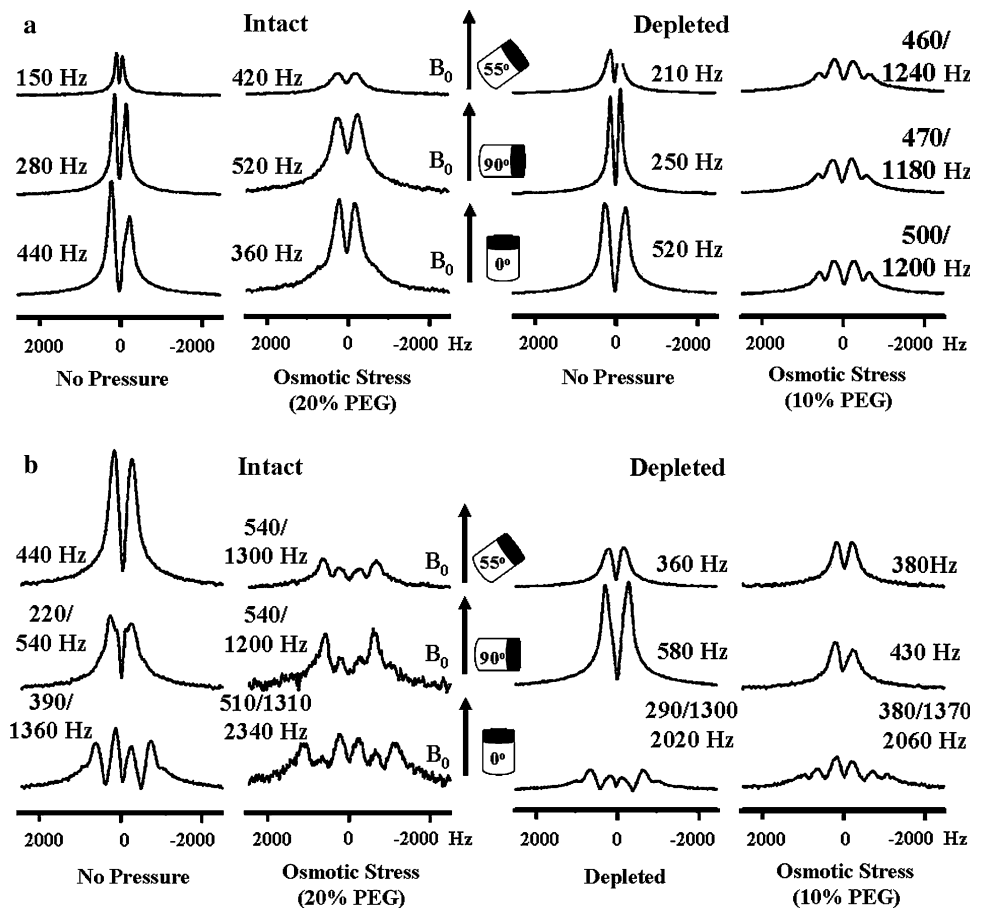 a
Intact
Depleted
150 Hz
420 Hz
B0
55°
210 Hz
460/
1240 Hz
280 Hz
520 Hz
B0
90°
250 Hz
470/
1180 Hz
440 Hz
360 Hz
B0
0°
520 Hz
500/
1200 Hz
2000 0 -2000
2000 0 -2000 Hz
2000 0 -2000
2000 0 -2000 Hz
No Pressure
Osmotic Stress
(20% PEG)
No Pressure
Osmotic Stress
(10% PEG)
b
Intact
Depleted
440 Hz
540/
1300 Hz
B0
55°
360 Hz
380Hz
220/
540 Hz
540/
1200 Hz
B0
90°
580 Hz
430 Hz
390/
1360 Hz
510/1310
2340 Hz
B0
0°
290/1300
2020 Hz
380/1370
2060 Hz
2000 0 -2000
2000 0 -2000 Hz
2000 0 -2000
2000 0 -2000 Hz
No Pressure
Osmotic Stress
(20% PEG)
Depleted
Osmotic Stress
(10% PEG)